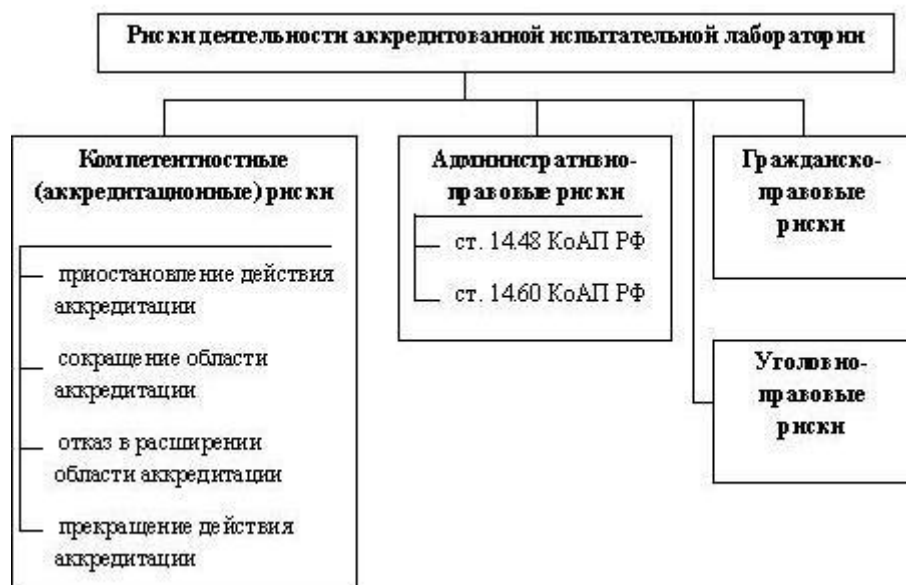 Риски деятельности аккредитованной испытательной лаборатории
Компетентностные
(аккредитационные) риски
приостановление действия
аккредитации
сокращение области
аккредитации
отказ в расширении
области аккредитации
прекращение действия
аккредитации
Административно-
правовые риски
ст. 14.48 КоАП РФ
ст. 14.60 КоАП РФ
Гражданско-
правовые
риски
Уголовно-
правовые
риски